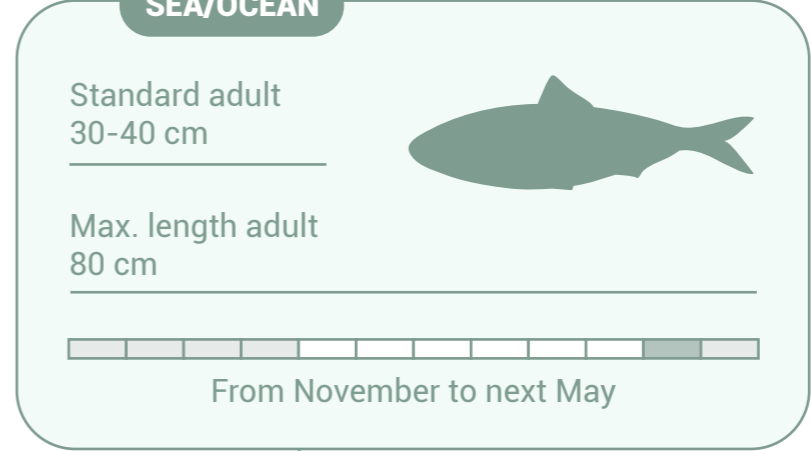 SEA/OCEAN
Standard adult
30-40 cm
Max. length adult
80 cm
From November to next May